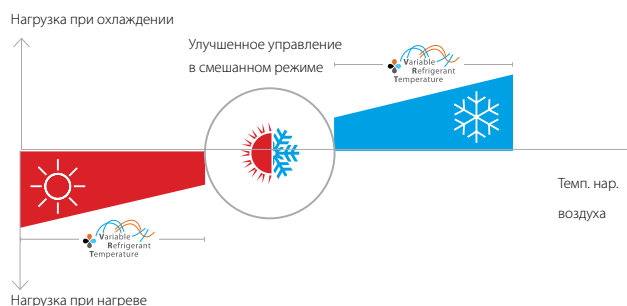 Нагрузка при охлаждении
Улучшенное управление
в смешанном режиме
Variable
Refrigerant
Temperature
Темп. нар.
воздуха
Variable
Refrigerant
Temperature
Нагрузка при нагреве